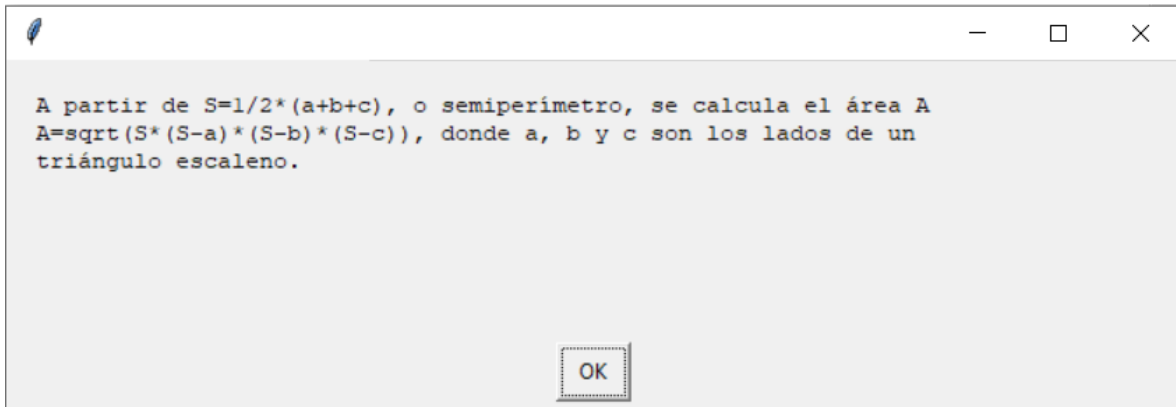 A partir de S=1/2*(a+b+c), o semiperímetro, se calcula el área A
A=sqrt(S*(S-a)*(S-b)*(S-c)), donde a, b y c son los lados de un
triángulo escaleno.
OK